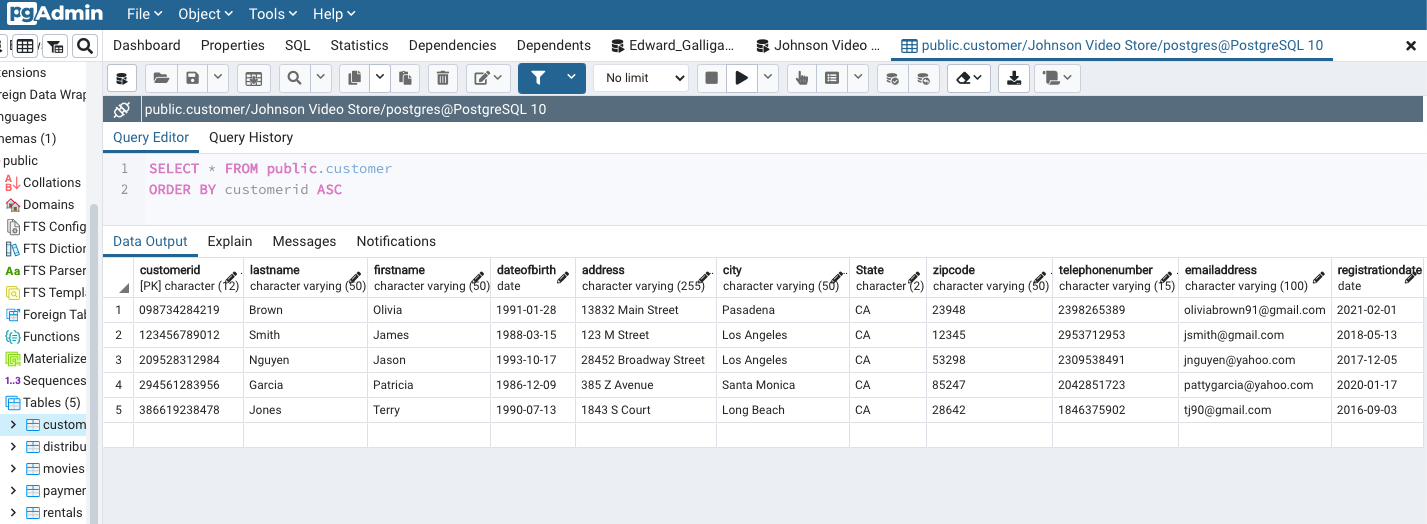 pgAdmin File Object Tools Help
Dashboard Properties SQL Statistics Dependencies Dependents Edward_Galliga... Johnson Video ... public.customer/Johnson Video Store/postgres@PostgreSQL 10
No limit
public.customer/Johnson Video Store/postgres@PostgreSQL 10
Query Editor Query History
1 SELECT * FROM public.customer
2 ORDER BY customerid ASC
Data Output Explain Messages Notifications
customerid lastname firstname dateofbirth address city State zipcode telephonenumber emailaddress registrationdate
[PK] character (12) character varying (50) character varying (50) date character varying (255) character varying (50) character (2) character varying (50) character varying (15) character varying (100) date
1 098734284219 Brown Olivia 1991-01-28 13832 Main Street Pasadena CA 23948 2398265389 oliviabrown91@gmail.com 2021-02-01
2 123456789012 Smith James 1988-03-15 123 M Street Los Angeles CA 12345 2953712953 jsmith@gmail.com 2018-05-13
3 209528312984 Nguyen Jason 1993-10-17 28452 Broadway Street Los Angeles CA 53298 2309538491 jnguyen@yahoo.com 2017-12-05
4 294561283956 Garcia Patricia 1986-12-09 385 Z Avenue Santa Monica CA 85247 2042851723 pattygarcia@yahoo.com 2020-01-17
5 386619238478 Jones Terry 1990-07-13 1843 S Court Long Beach CA 28642 1846375902 tj90@gmail.com 2016-09-03
tensions
reign Data Wrap
nguages
nemas (1)
public
Collations
Domains
FTS Config
FTS Diction
Aa FTS Parser
FTS Templ
Foreign Tab
Functions
Materialize
1..3 Sequences
Tables (5)
custom
distribu
movies
paymer
rentals